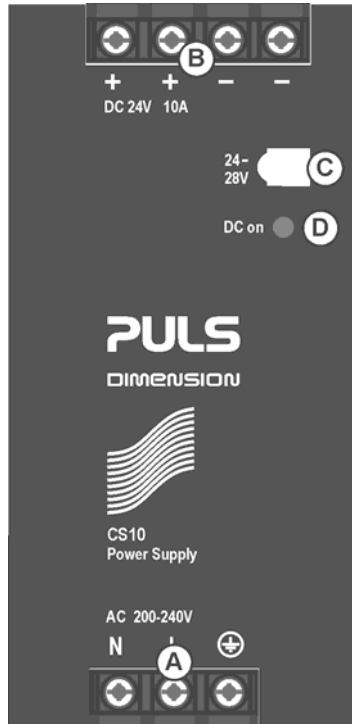 B
+ + – –
DC 24V 10A
24–
28V
C
DC on
D
PULS
DIMENSION
CS10
Power Supply
AC 200-240V
N
A